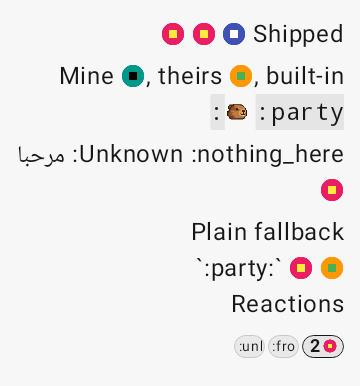 Shipped
Mine , theirs , built-in
:party :
مرحبا :Unknown :nothing_here
Plain fallback
`:party:`
Reactions
:unl :fro 2